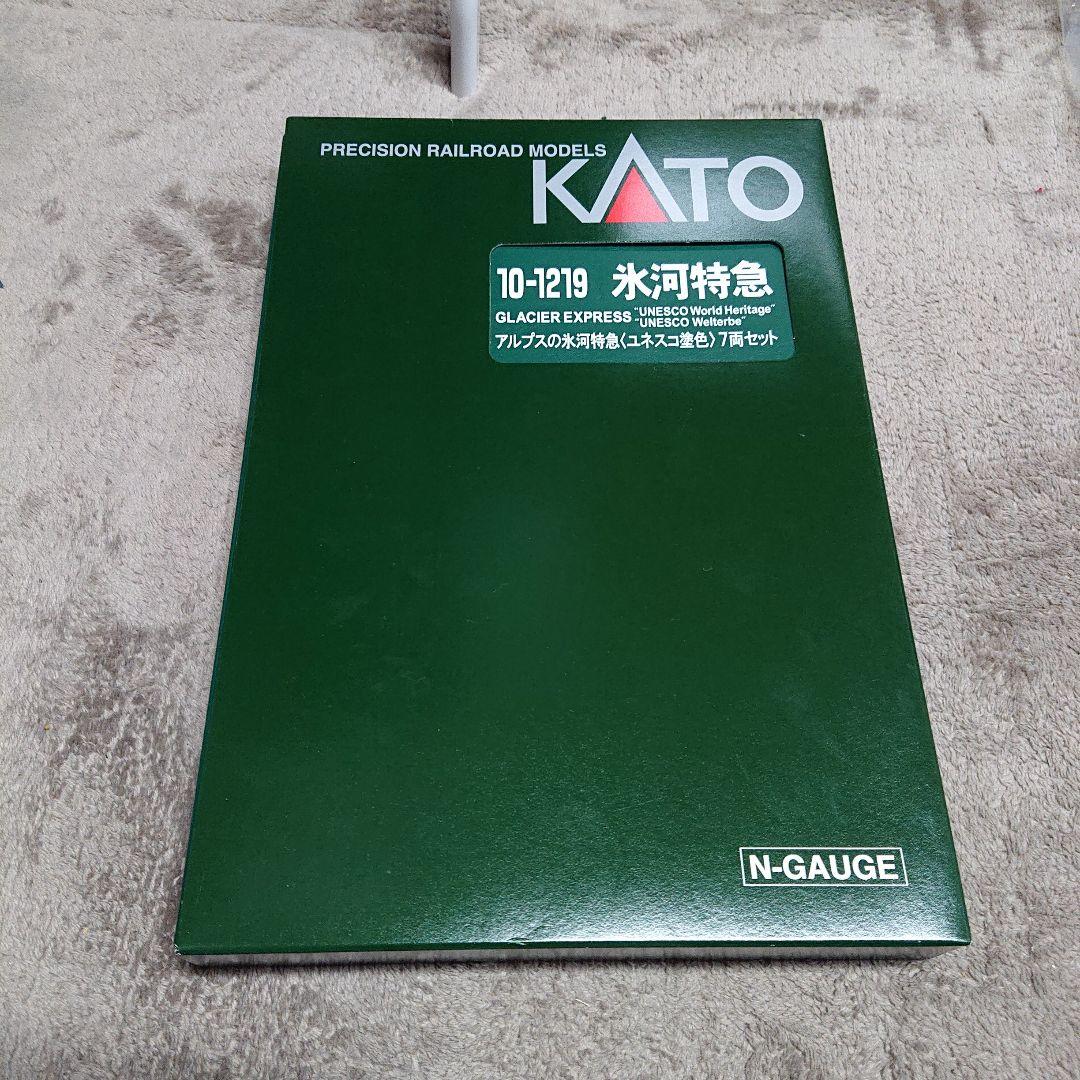 PRECISION RAILROAD MODELS
KATO
10-1219 氷河特急
GLACIER EXPRESS "UNESCO World Heritage"
"UNESCO Welterbe"
アルプスの氷河特急〈ユネスコ塗色〉7両セット
N-GAUGE